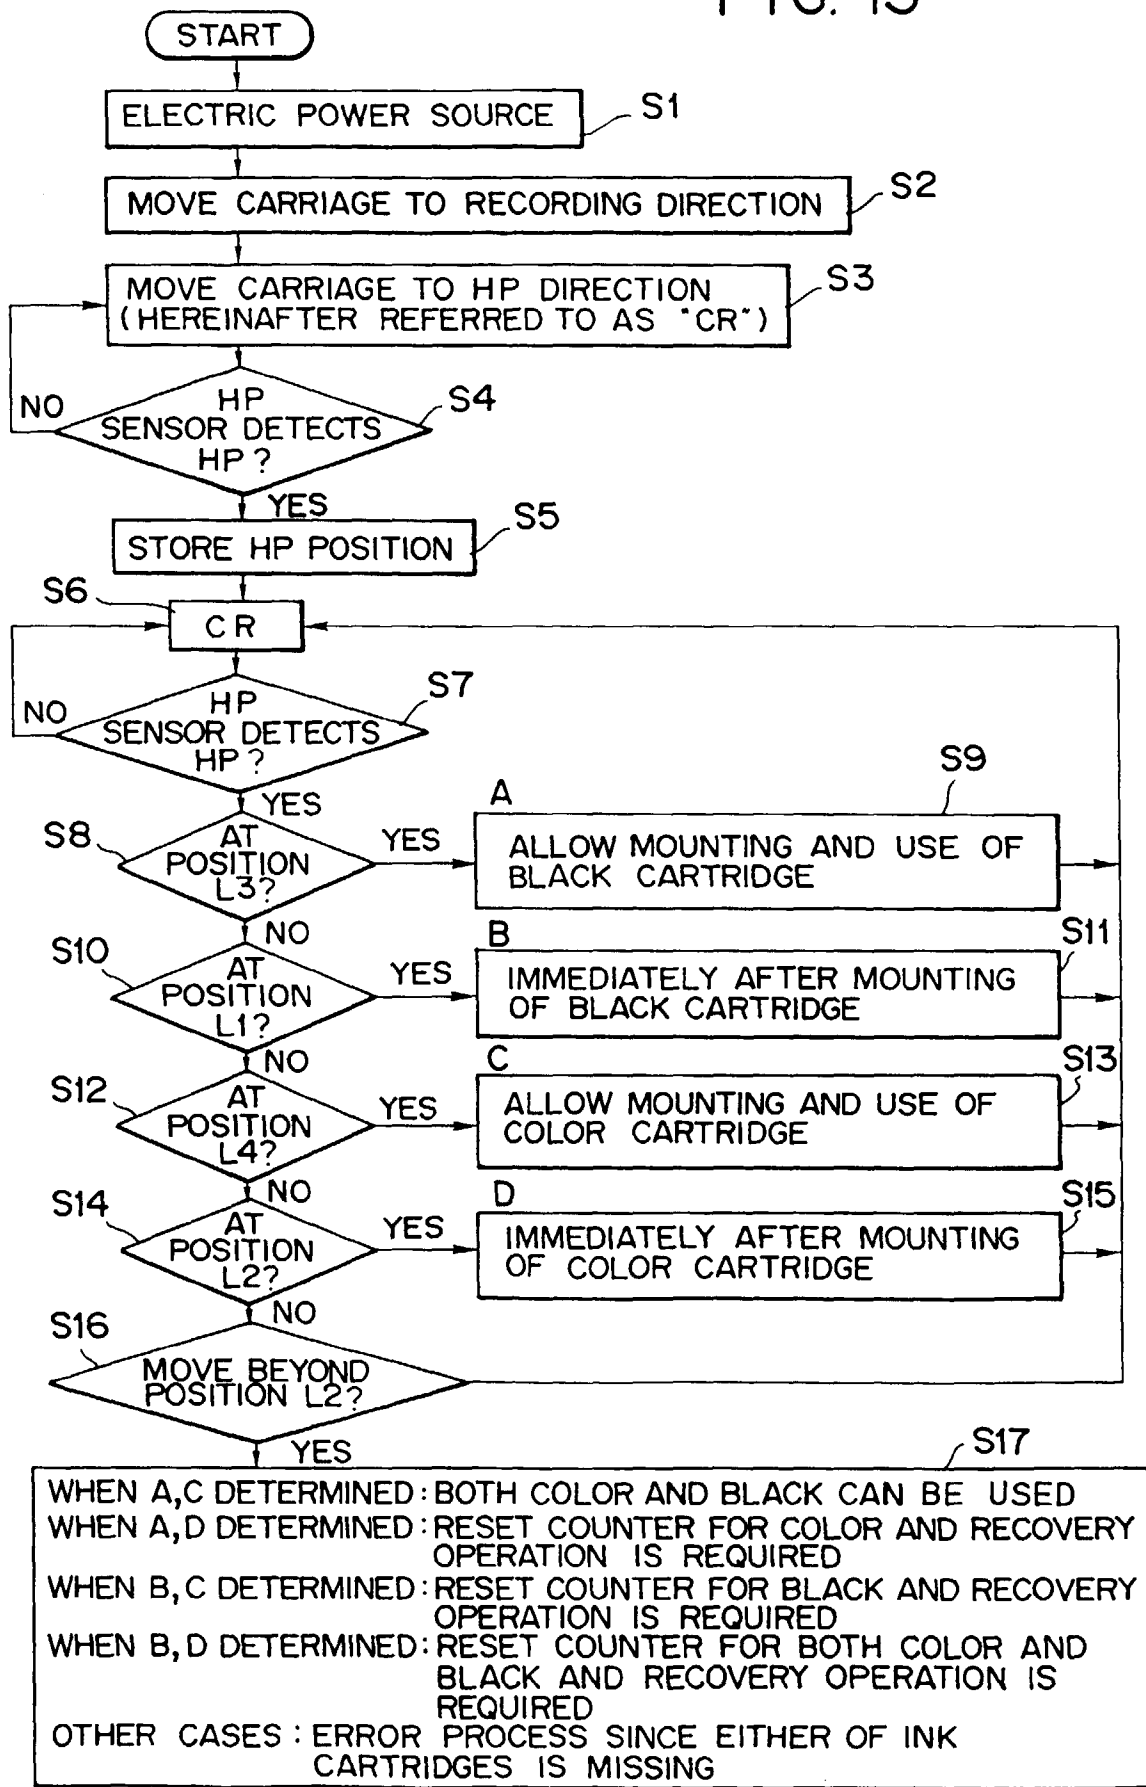 FIG. 15
START
ELECTRIC POWER SOURCE
S1
MOVE CARRIAGE TO RECORDING DIRECTION
S2
MOVE CARRIAGE TO HP DIRECTION
(HEREINAFTER REFERRED TO AS "CR")
S3
NO
HP
SENSOR DETECTS
HP?
S4
YES
STORE HP POSITION
S5
S6
CR
NO
HP
SENSOR DETECTS
HP?
S7
YES
S8
AT
POSITION
L3?
YES
A
S9
ALLOW MOUNTING AND USE OF
BLACK CARTRIDGE
NO
S10
AT
POSITION
L1?
YES
B
S11
IMMEDIATELY AFTER MOUNTING
OF BLACK CARTRIDGE
NO
S12
AT
POSITION
L4?
YES
C
S13
ALLOW MOUNTING AND USE OF
COLOR CARTRIDGE
NO
S14
AT
POSITION
L2?
YES
D
S15
IMMEDIATELY AFTER MOUNTING
OF COLOR CARTRIDGE
NO
S16
MOVE BEYOND
POSITION L2?
YES
S17
WHEN A,C DETERMINED: BOTH COLOR AND BLACK CAN BE USED
WHEN A,D DETERMINED: RESET COUNTER FOR COLOR AND RECOVERY
OPERATION IS REQUIRED
WHEN B,C DETERMINED: RESET COUNTER FOR BLACK AND RECOVERY
OPERATION IS REQUIRED
WHEN B,D DETERMINED: RESET COUNTER FOR BOTH COLOR AND
BLACK AND RECOVERY OPERATION IS
REQUIRED
OTHER CASES: ERROR PROCESS SINCE EITHER OF INK
CARTRIDGES IS MISSING